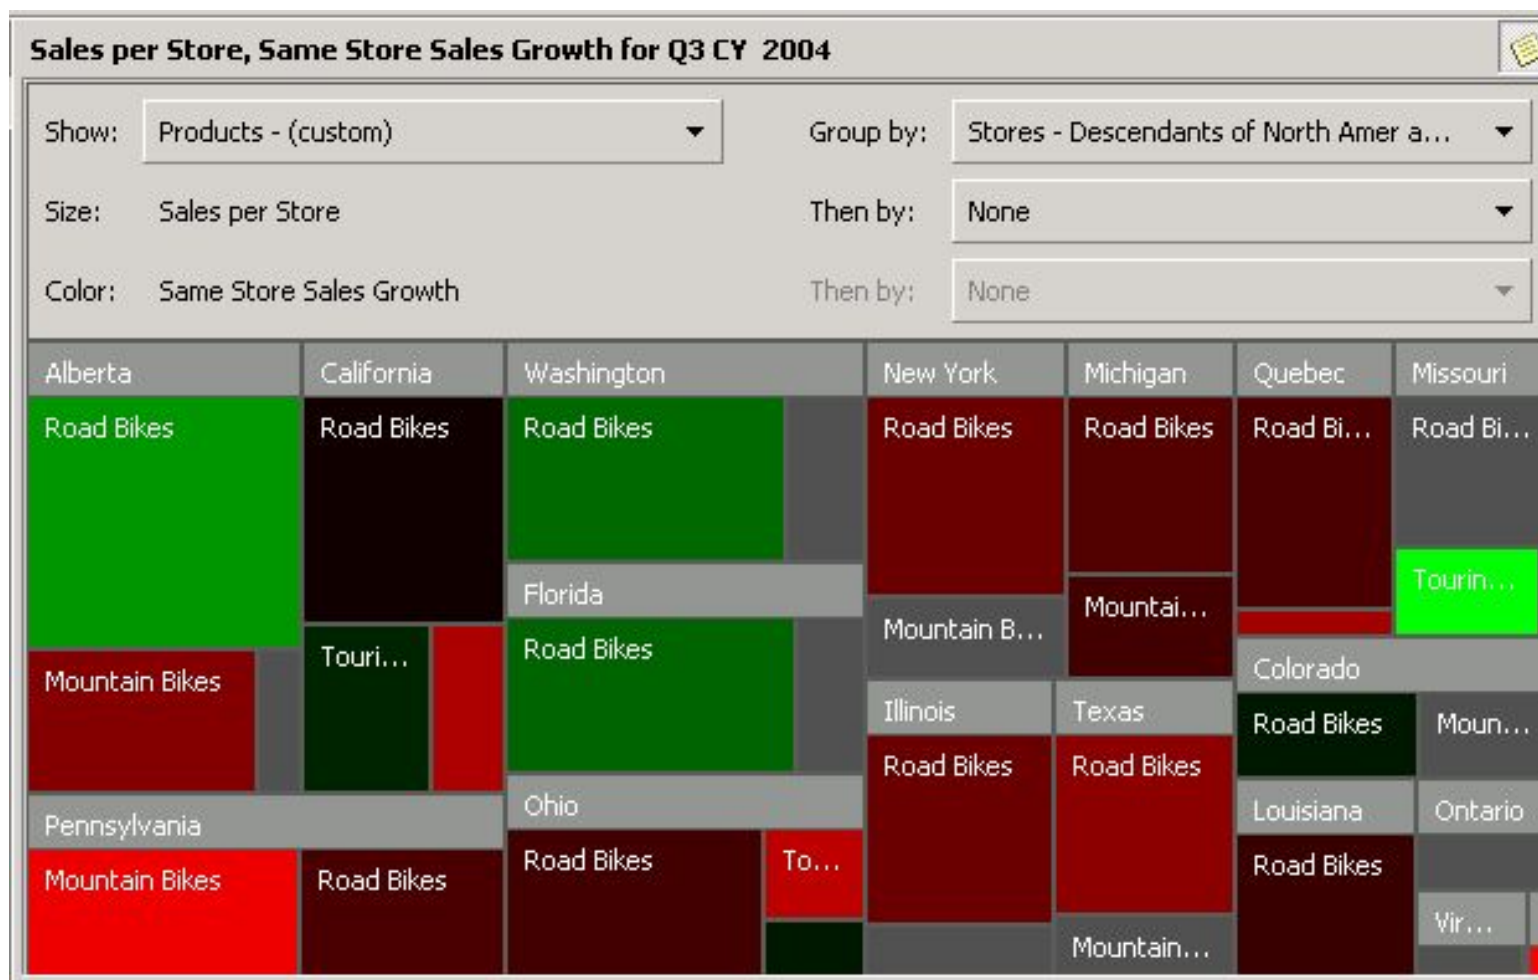 Sales per Store, Same Store Sales Growth for Q3 CY 2004
Show: Products - (custom) Group by: Stores - Descendants of North Amer a...
Size: Sales per Store Then by: None
Color: Same Store Sales Growth Then by: None
Alberta California Washington New York Michigan Quebec Missouri
Road Bikes Road Bikes Road Bikes Road Bikes Road Bikes Road Bi... Road Bi...
Tourin...
Florida
Mountai...
Mountain B...
Road Bikes
Touri...
Colorado
Mountain Bikes
Illinois Texas
Road Bikes Moun...
Road Bikes Road Bikes
Ohio
Louisiana Ontario
Pennsylvania
Road Bikes To... Road Bikes
Mountain Bikes Road Bikes
Vir...
Mountain...